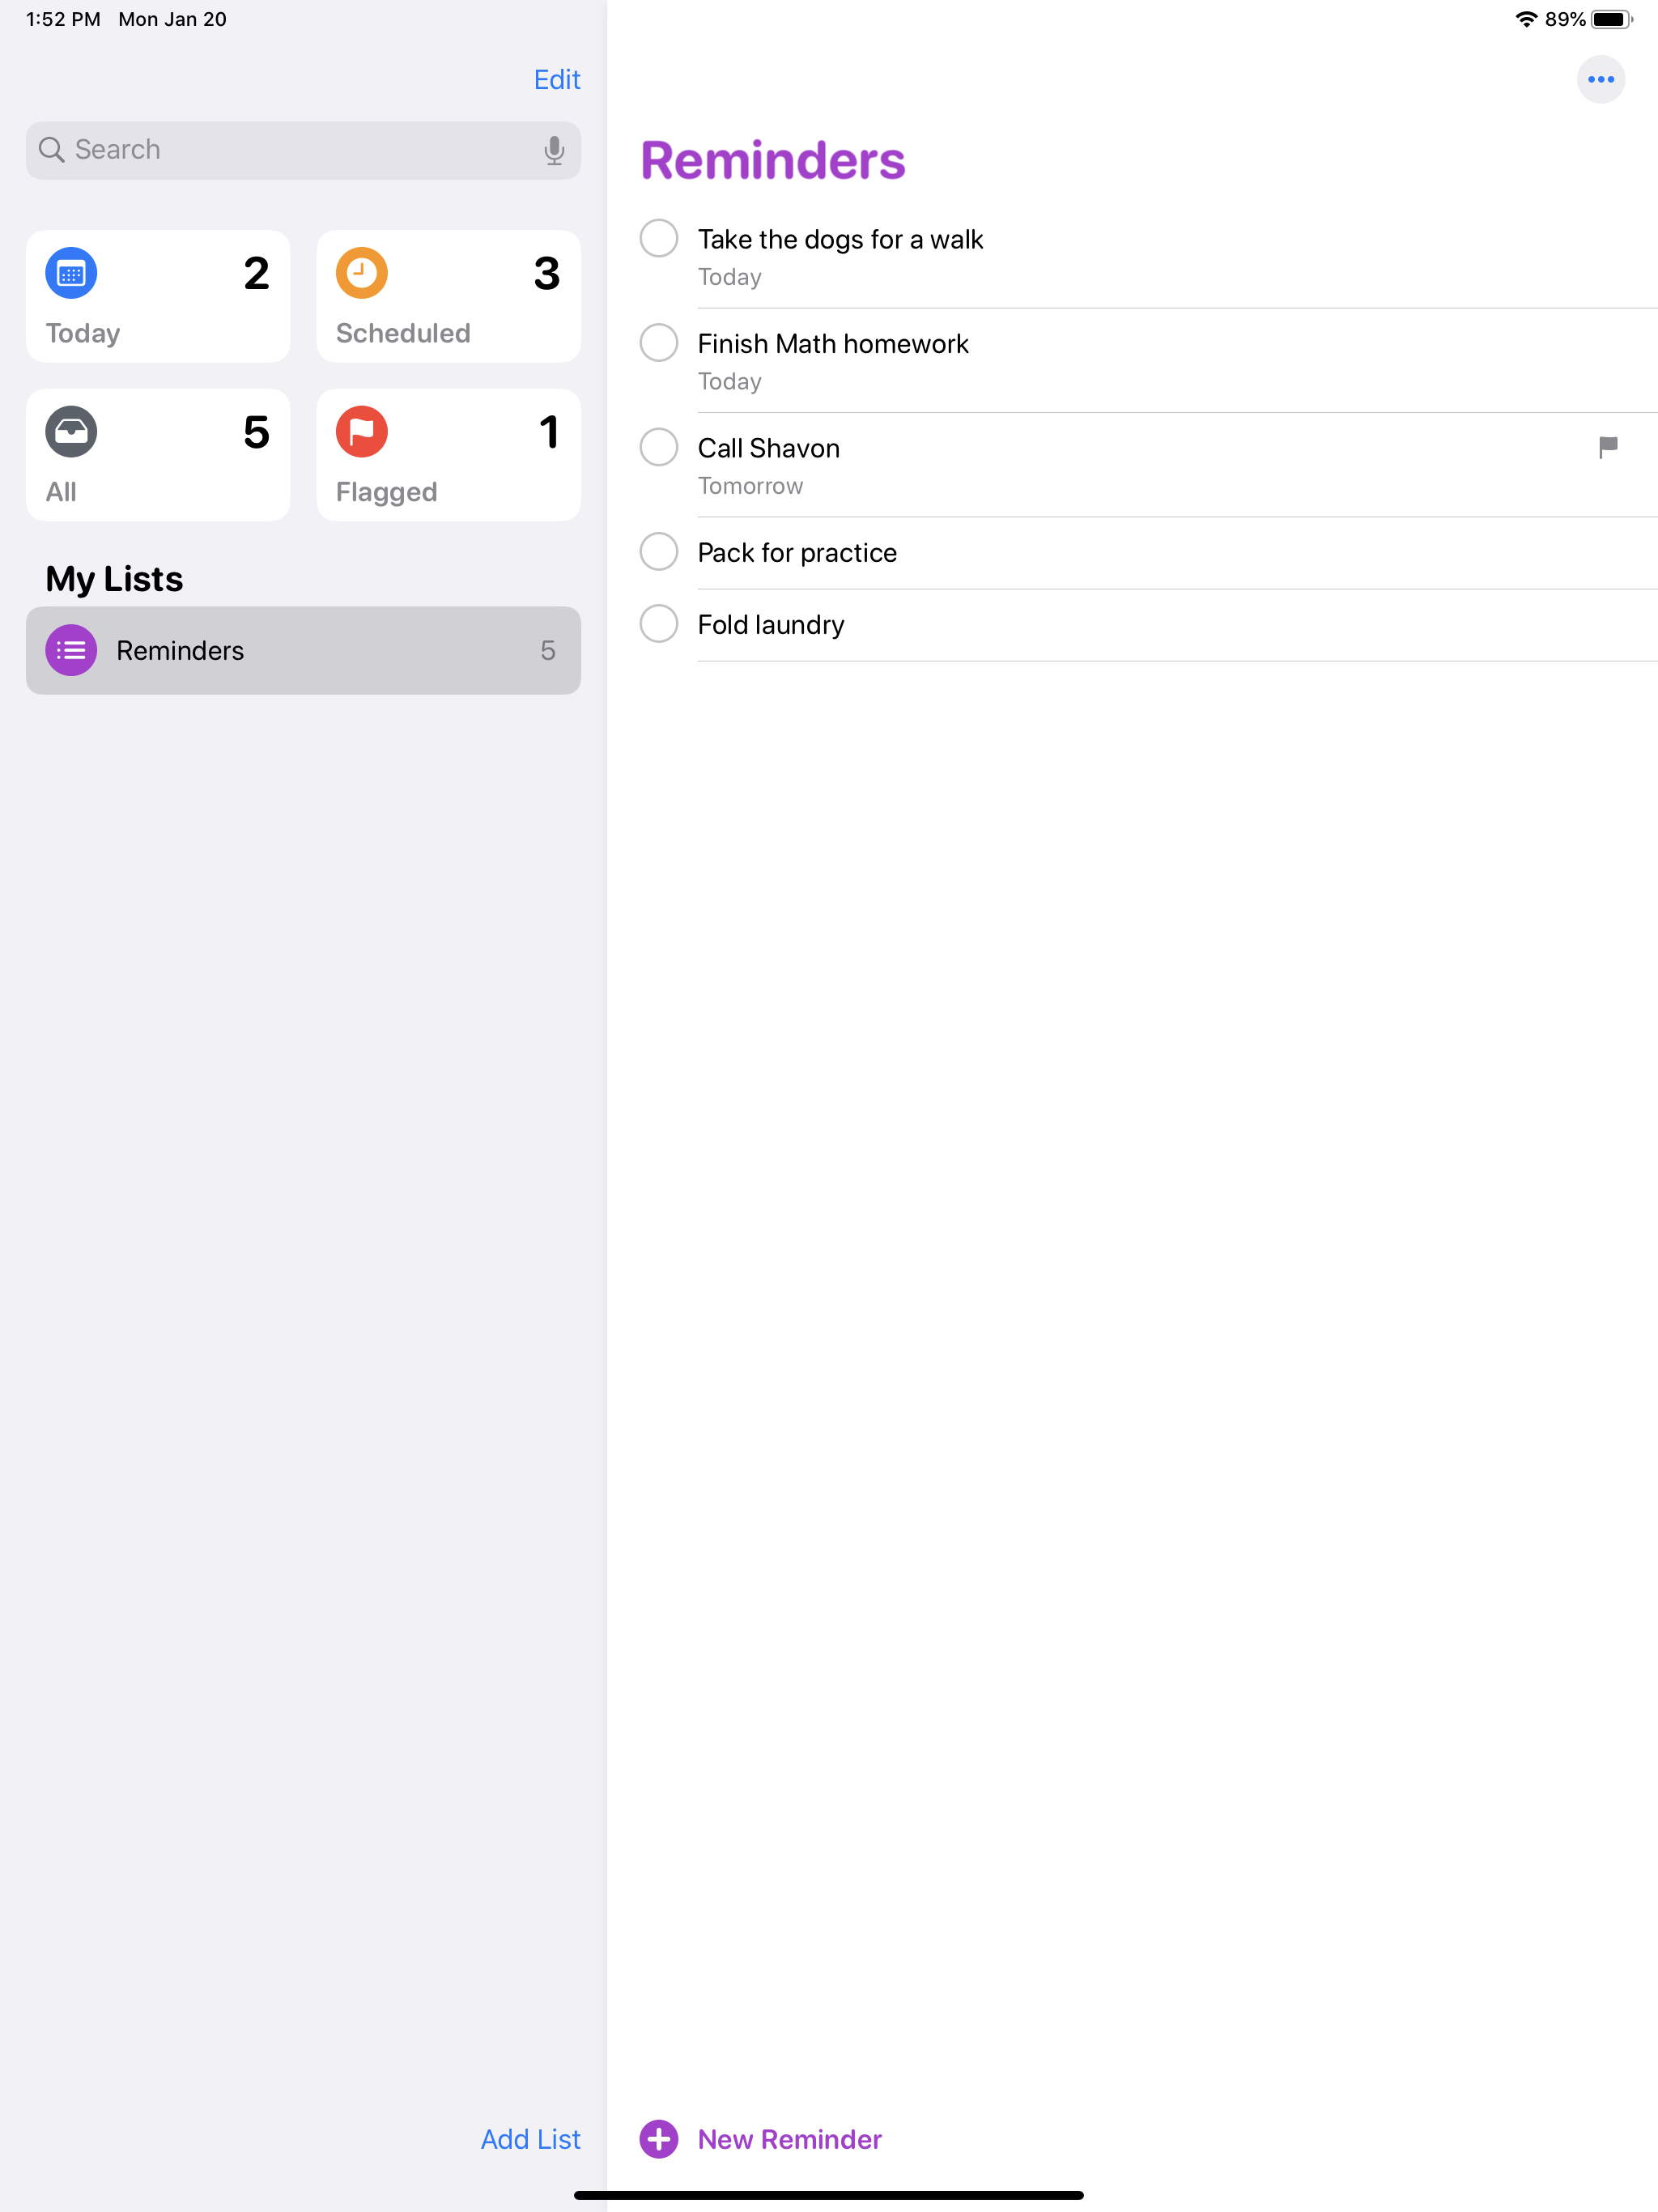 1:52 PM Mon Jan 20
89%
Edit
Search
2
Today
3
Scheduled
5
All
1
Flagged
My Lists
Reminders 5
Add List
Reminders
Take the dogs for a walk
Today
Finish Math homework
Today
Call Shavon
Tomorrow
Pack for practice
Fold laundry
New Reminder